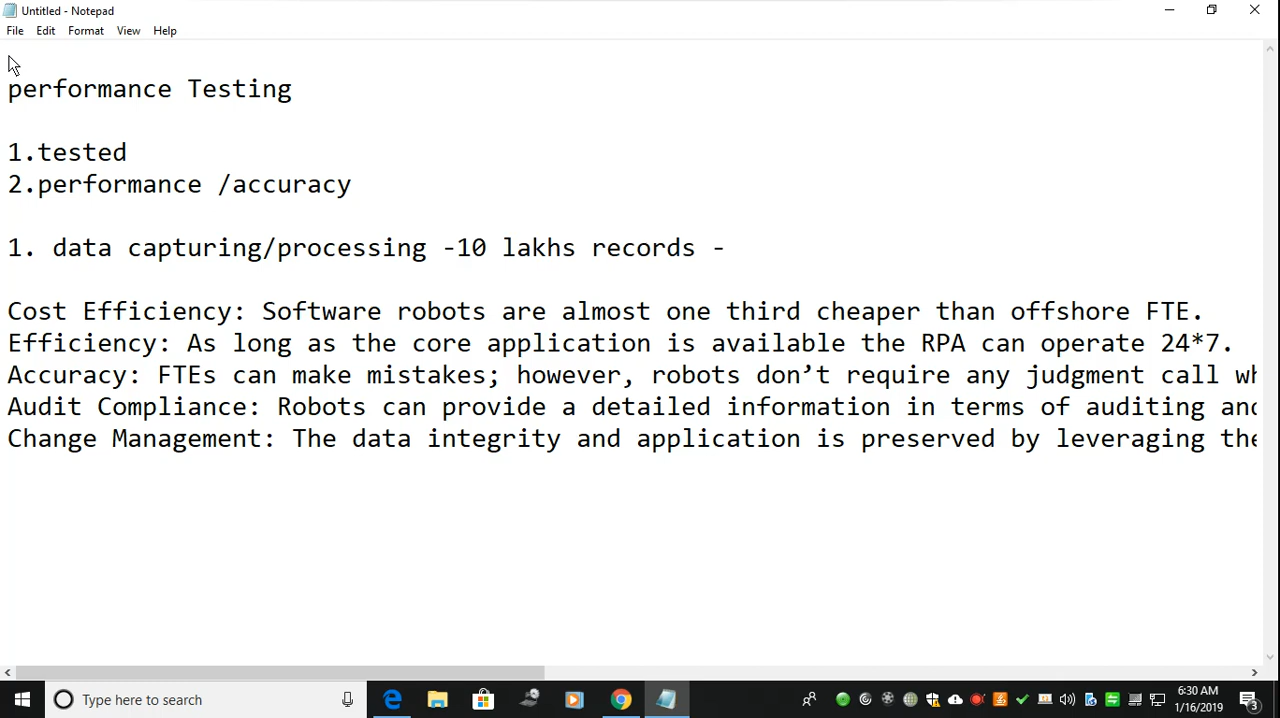 Untitled - Notepad
File Edit Format View Help
performance Testing
1.tested
2.performance /accuracy
1. data capturing/processing -10 lakhs records -
Cost Efficiency: Software robots are almost one third cheaper than offshore FTE.
Efficiency: As long as the core application is available the RPA can operate 24*7.
Accuracy: FTEs can make mistakes; however, robots don’t require any judgment call
Audit Compliance: Robots can provide a detailed information in terms of auditing
Change Management: The data integrity and application is preserved by leveraging
Type here to search
6:30 AM
1/16/2019
3